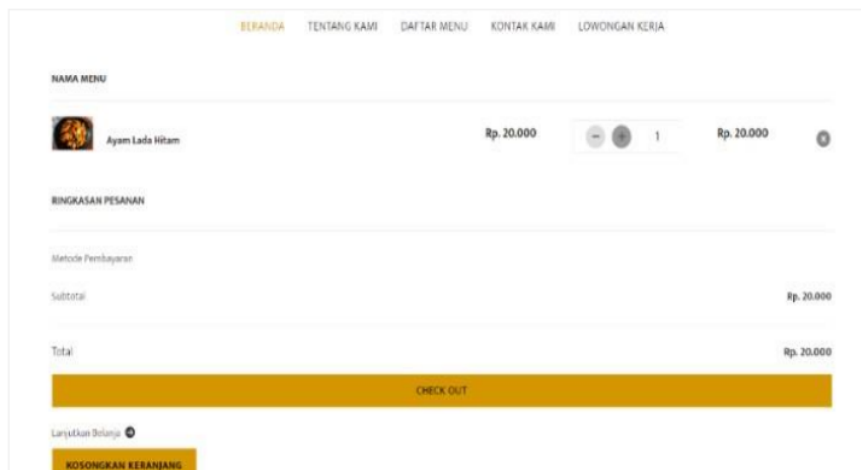 BERANDA TENTANG KAMI DAFTAR MENU KONTAK KAMI LOWONGAN KERJA
NAMA MENU
Ayam Lada Hitam Rp. 20.000 - + 1 Rp. 20.000 x
RINGKASAN PESANAN
Metode Pembayaran
Subtotal Rp. 20.000
Total Rp. 20.000
CHECK OUT
Lanjutkan Belanja
KOSONGKAN KERANJANG